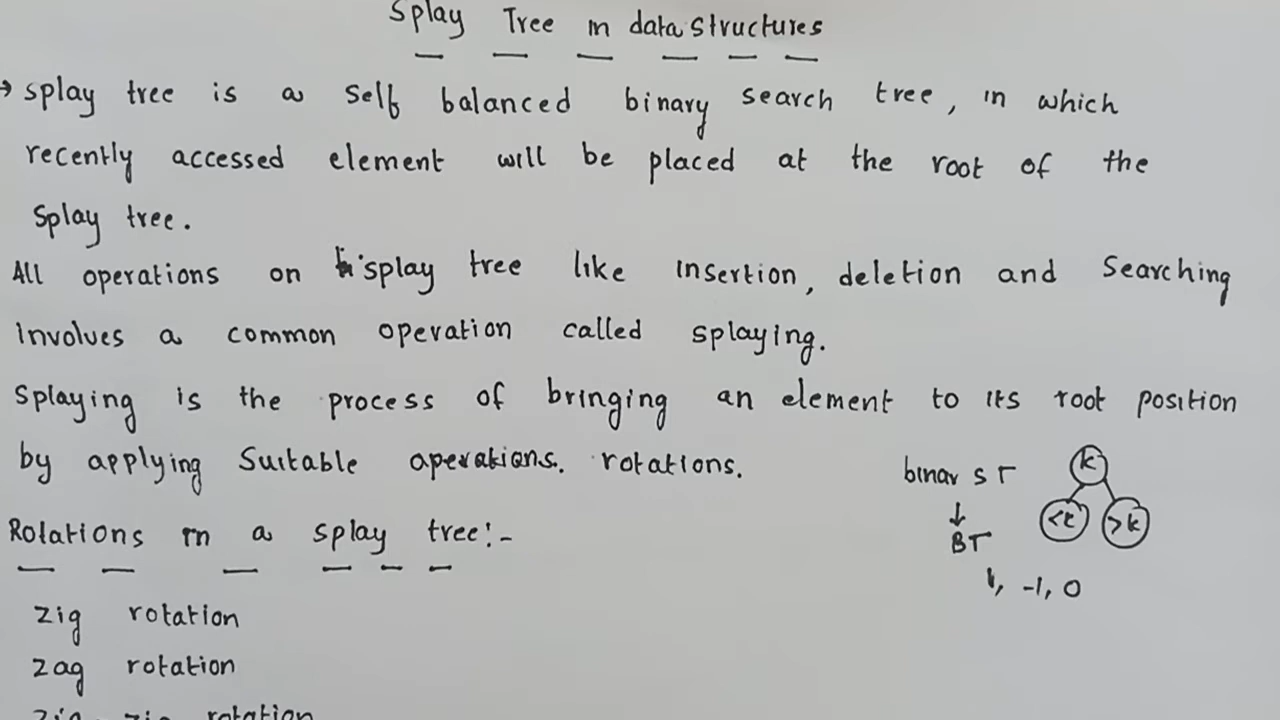 Splay Tree in data structures
→ splay tree is a self balanced binary search tree, in which
recently accessed element will be placed at the root of the
Splay tree.
All operations on splay tree like insertion, deletion and Searching
involves a common operation called splaying.
Splaying is the process of bringing an element to its root position
by applying Suitable operations. rotations.
binar S T
K
<k
>k
↓
BT
1, -1, 0
Rotations in a splay tree:-
zig rotation
zag rotation
zig zig rotation